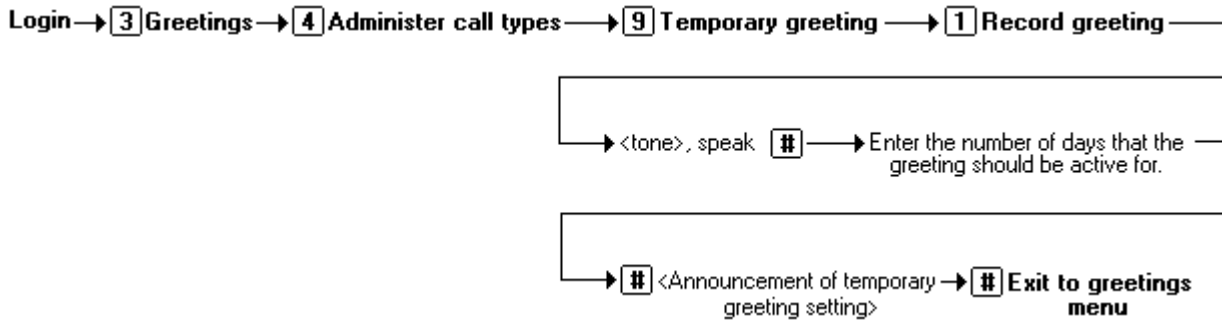 Login 3 Greetings 4 Administer call types 9 Temporary greeting 1 Record greeting
<tone>, speak # Enter the number of days that the
greeting should be active for.
# <Announcement of temporary # Exit to greetings
greeting setting> menu